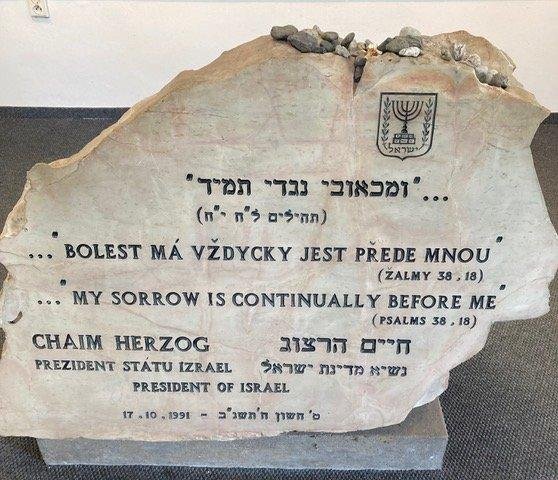 ישראל
..."ומכאובי נגדי תמיד"
(תהילים ל"ח י"ח)
..."BOLEST MÁ VŽDYCKY JEST PŘEDE MNOU"
(ŽALMY 38,18)
..."MY SORROW IS CONTINUALLY BEFORE ME"
(PSALMS 38,18)
CHAIM HERZOG חיים הרצוג
PREZIDENT STÁTU IZRAEL נשיא מדינת ישראל
PRESIDENT OF ISRAEL
17.10.1991 – ט' חשון ה'תשנ"ב